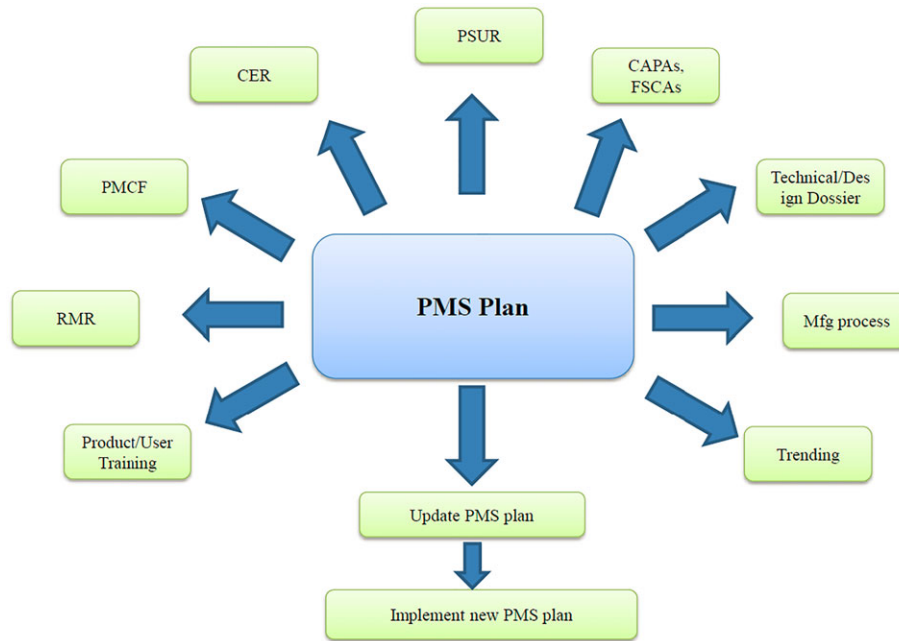 PSUR
CER
CAPAs,
FSCAs
PMCF
Technical/Des
ign Dossier
PMS Plan
RMR
Mfg process
Product/User
Training
Trending
Update PMS plan
Implement new PMS plan